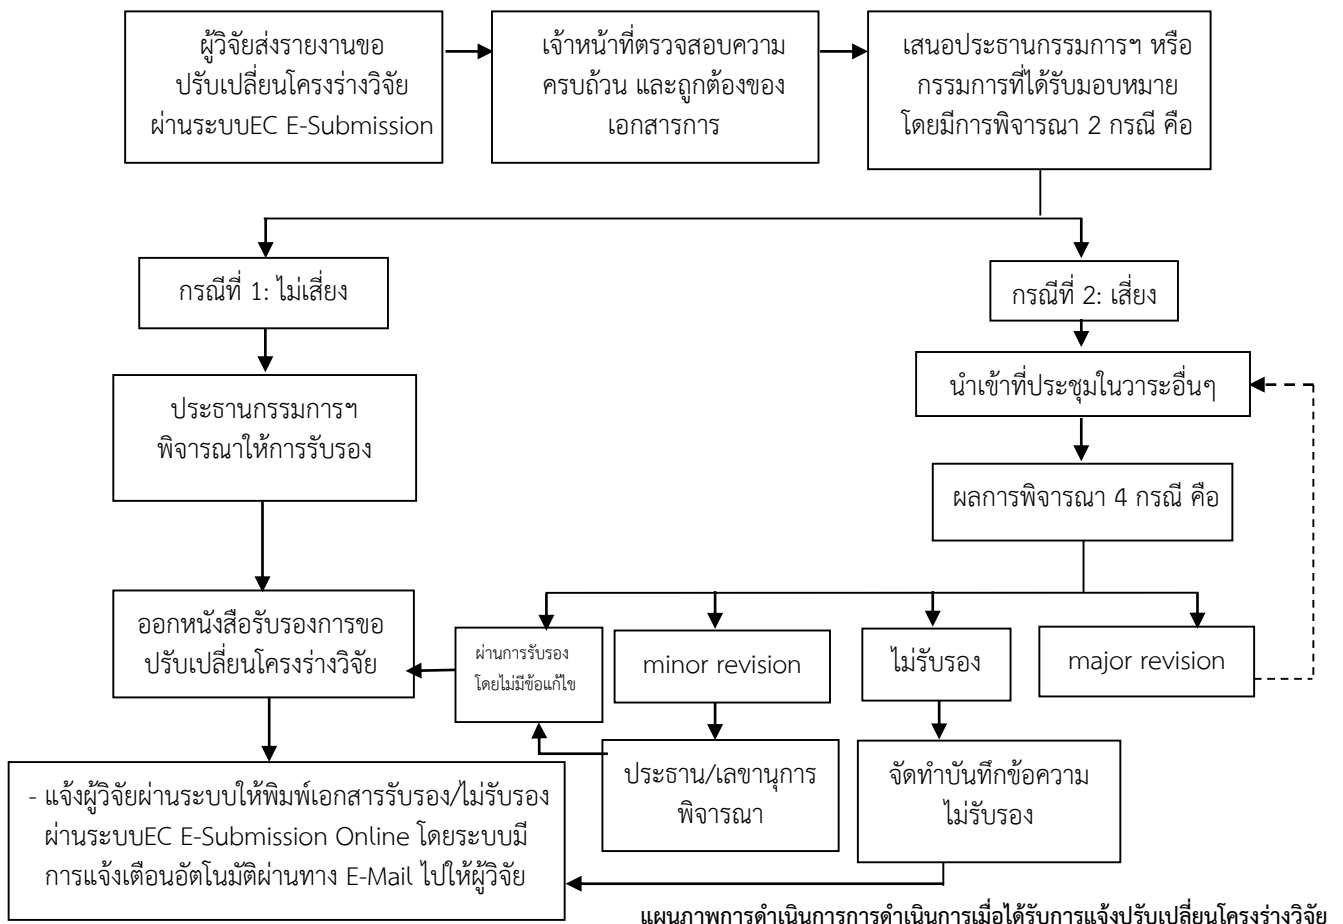 ผู้วิจัยส่งรายงานขอ
ปรับเปลี่ยนโครงร่างวิจัย
ผ่านระบบEC E-Submission
เจ้าหน้าที่ตรวจสอบความ
ครบถ้วน และถูกต้องของ
เอกสารการ
เสนอประธานกรรมการฯ หรือ
กรรมการที่ได้รับมอบหมาย
โดยมีการพิจารณา 2 กรณี คือ
กรณีที่ 1: ไม่เสี่ยง
กรณีที่ 2: เสี่ยง
ประธานกรรมการฯ
พิจารณาให้การรับรอง
นำเข้าที่ประชุมในวาระอื่นๆ
ผลการพิจารณา 4 กรณี คือ
ออกหนังสือรับรองการขอ
ปรับเปลี่ยนโครงร่างวิจัย
ผ่านการรับรอง
โดยไม่มีข้อแก้ไข
minor revision
ไม่รับรอง
major revision
ประธาน/เลขานุการ
พิจารณา
จัดทำบันทึกข้อความ
ไม่รับรอง
- แจ้งผู้วิจัยผ่านระบบให้พิมพ์เอกสารรับรอง/ไม่รับรอง
ผ่านระบบEC E-Submission Online โดยระบบมี
การแจ้งเตือนอัตโนมัติผ่านทาง E-Mail ไปให้ผู้วิจัย
แผนภาพการดำเนินการการดำเนินการเมื่อได้รับการแจ้งปรับเปลี่ยนโครงร่างวิจัย